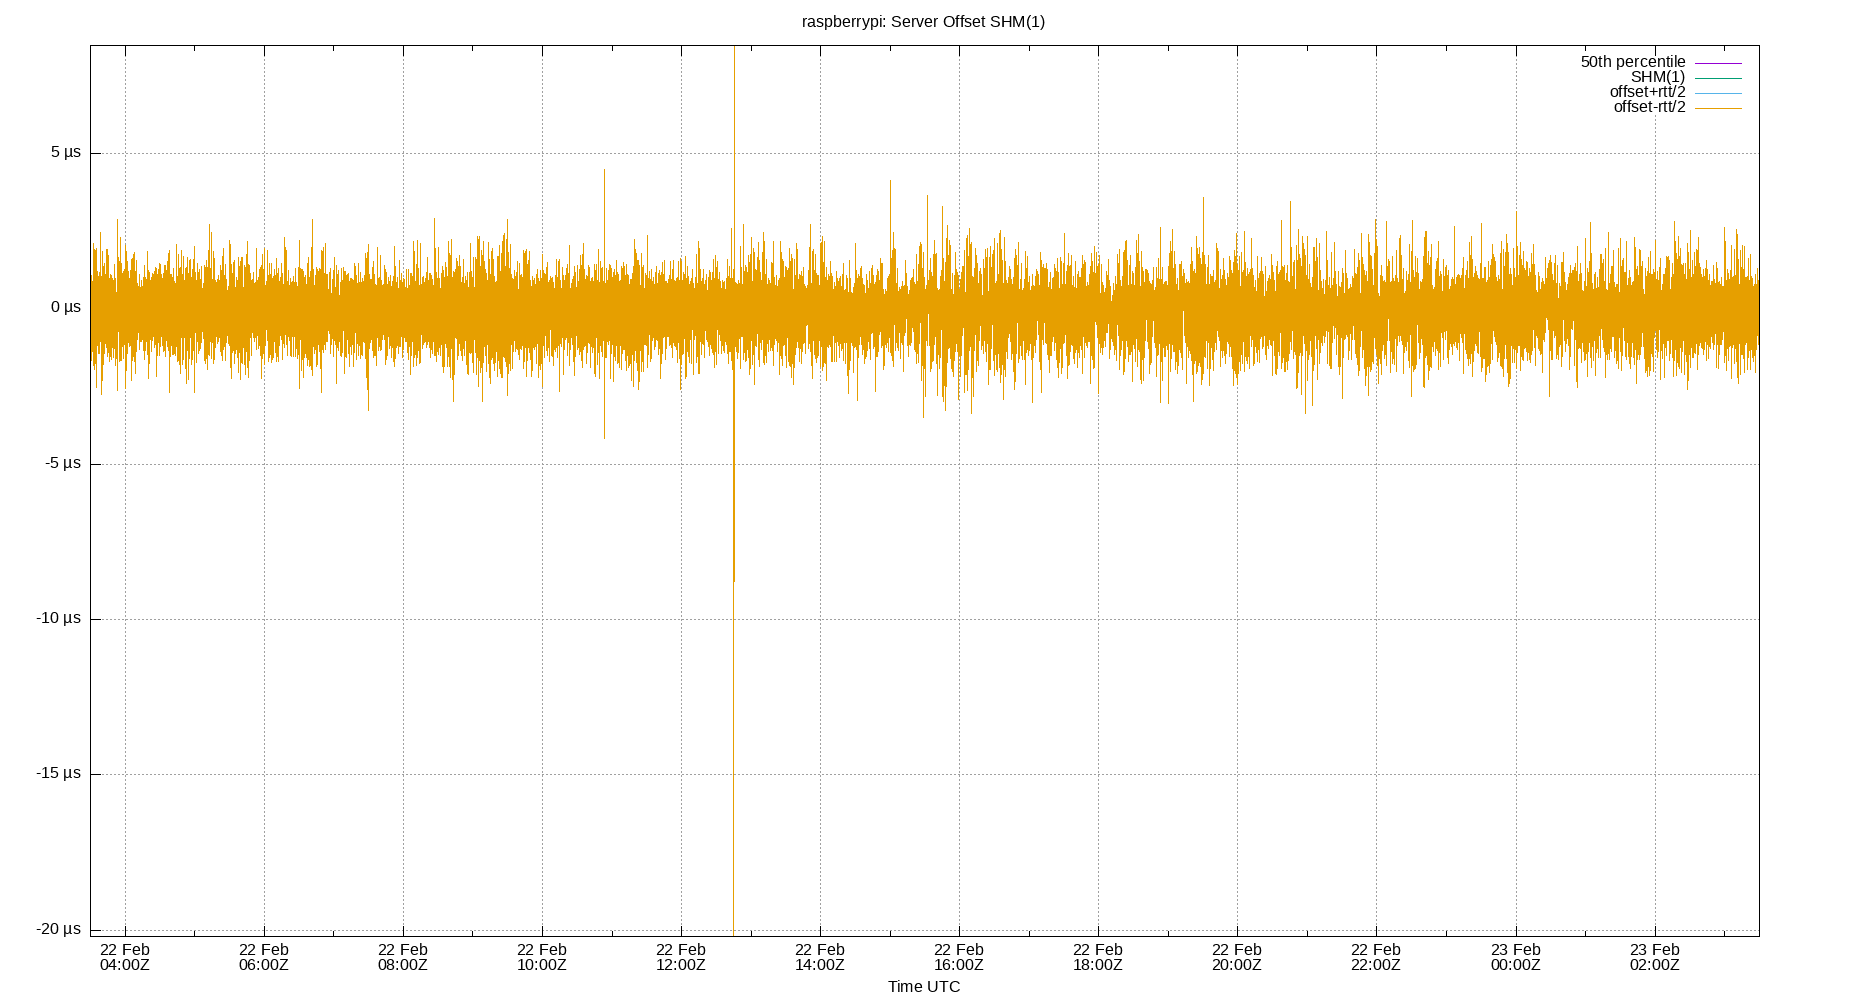 raspberrypi: Server Offset SHM(1)
50th percentile
SHM(1)
offset+rtt/2
offset-rtt/2
5 µs
0 µs
-5 µs
-10 µs
-15 µs
-20 µs
22 Feb 22 Feb 22 Feb 22 Feb 22 Feb 22 Feb 22 Feb 22 Feb 22 Feb 22 Feb 23 Feb 23 Feb
04:00Z 06:00Z 08:00Z 10:00Z 12:00Z 14:00Z 16:00Z 18:00Z 20:00Z 22:00Z 00:00Z 02:00Z
Time UTC